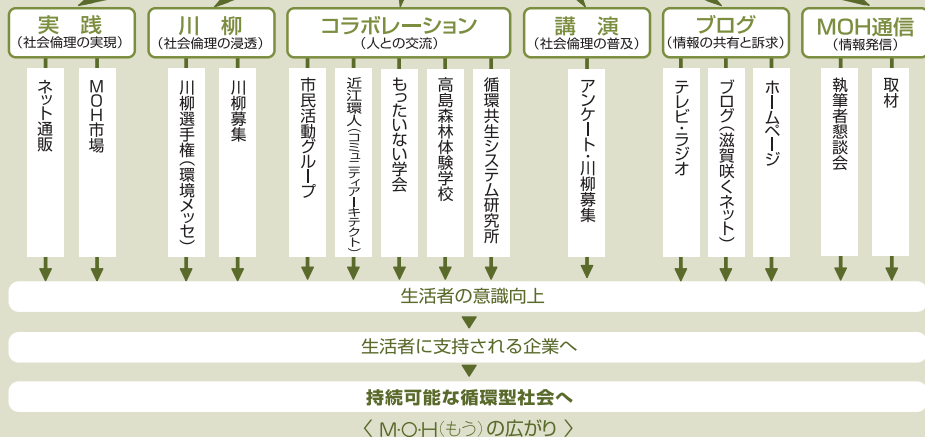 実践
(社会倫理の実現)
川柳
(社会倫理の浸透)
コラボレーション
(人との交流)
講演
(社会倫理の普及)
ブログ
(情報の共有と訴求)
MOH通信
(情報発信)
ネット通販
MOH市場
川柳選手権(環境メッセ)
川柳募集
市民活動グループ
近江環人(コミュニティアーキテクト)
もったいない学会
高島森林体験学校
循環共生システム研究所
アンケート・川柳募集
テレビ・ラジオ
ブログ(滋賀咲くネット)
ホームページ
執筆者懇談会
取材
生活者の意識向上
生活者に支持される企業へ
持続可能な循環型社会へ
〈 M・O・H(もう)の広がり 〉